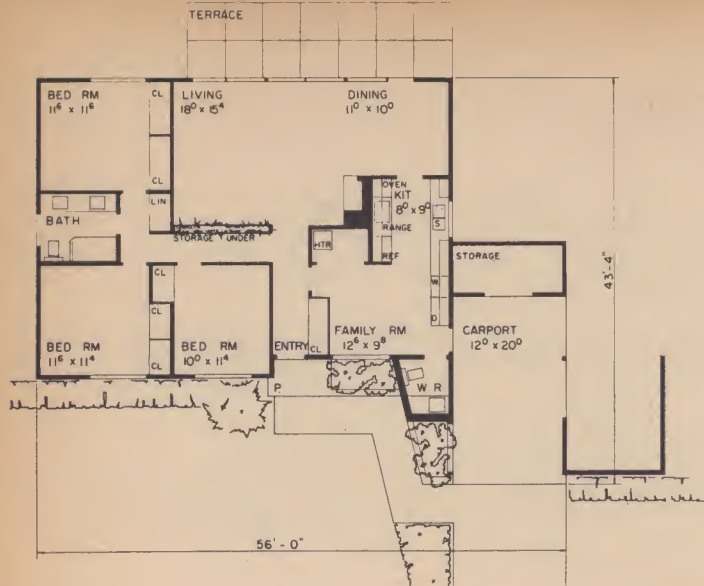 TERRACE
BED RM
11⁶ x 11⁶
CL
LIVING
18⁰ x 15⁴
DINING
11⁰ x 10⁰
CL
OVEN
KIT
8⁰ x 9⁰
LIN
BATH
RANGE
S
STORAGE UNDER
HTR
REF
STORAGE
43'-4"
CL
W
CL
D
BED RM
11⁶ x 11⁴
CL
BED RM
10⁰ x 11⁴
ENTRY
CL
FAMILY RM
12⁶ x 9⁸
CARPORT
12⁰ x 20⁰
P.
W R
56'-0"